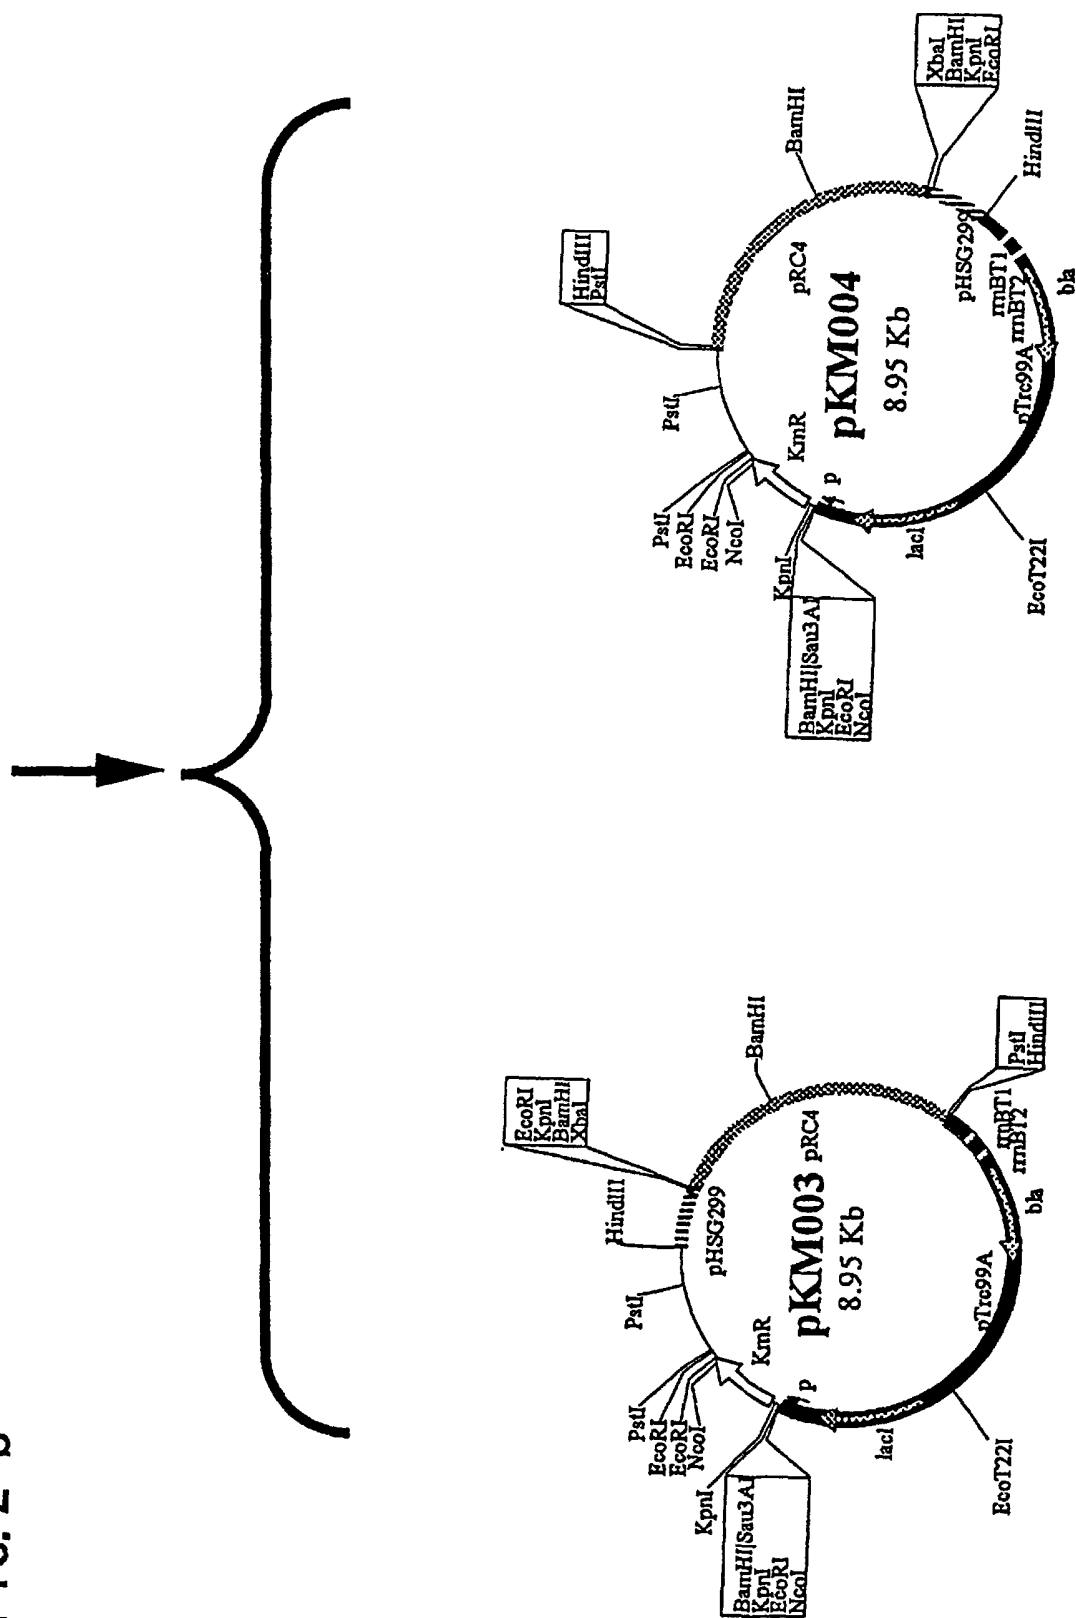 FIG. 2 b
pKM003
8.95 Kb
HindIII
EcoRI
KpnI
BamHI
XbaI
pHSG299
BamHI
pRC4
PstI
HindIII
rrnBT1
rrnBT2
bla
pTrc99A
EcoT22I
lacI
p
BamHI|Sau3AI
KpnI
EcoRI
NcoI
KpnI
KmR
NcoI
EcoRI
EcoRI
PstI
PstI
pKM004
8.95 Kb
HindIII
PstI
BamHI
pRC4
XbaI
BamHI
KpnI
EcoRI
pHSG299
HindIII
rrnBT1
rrnBT2
bla
pTrc99A
EcoT22I
lacI
p
BamHI|Sau3AI
KpnI
EcoRI
NcoI
KpnI
KmR
NcoI
EcoRI
EcoRI
PstI
PstI